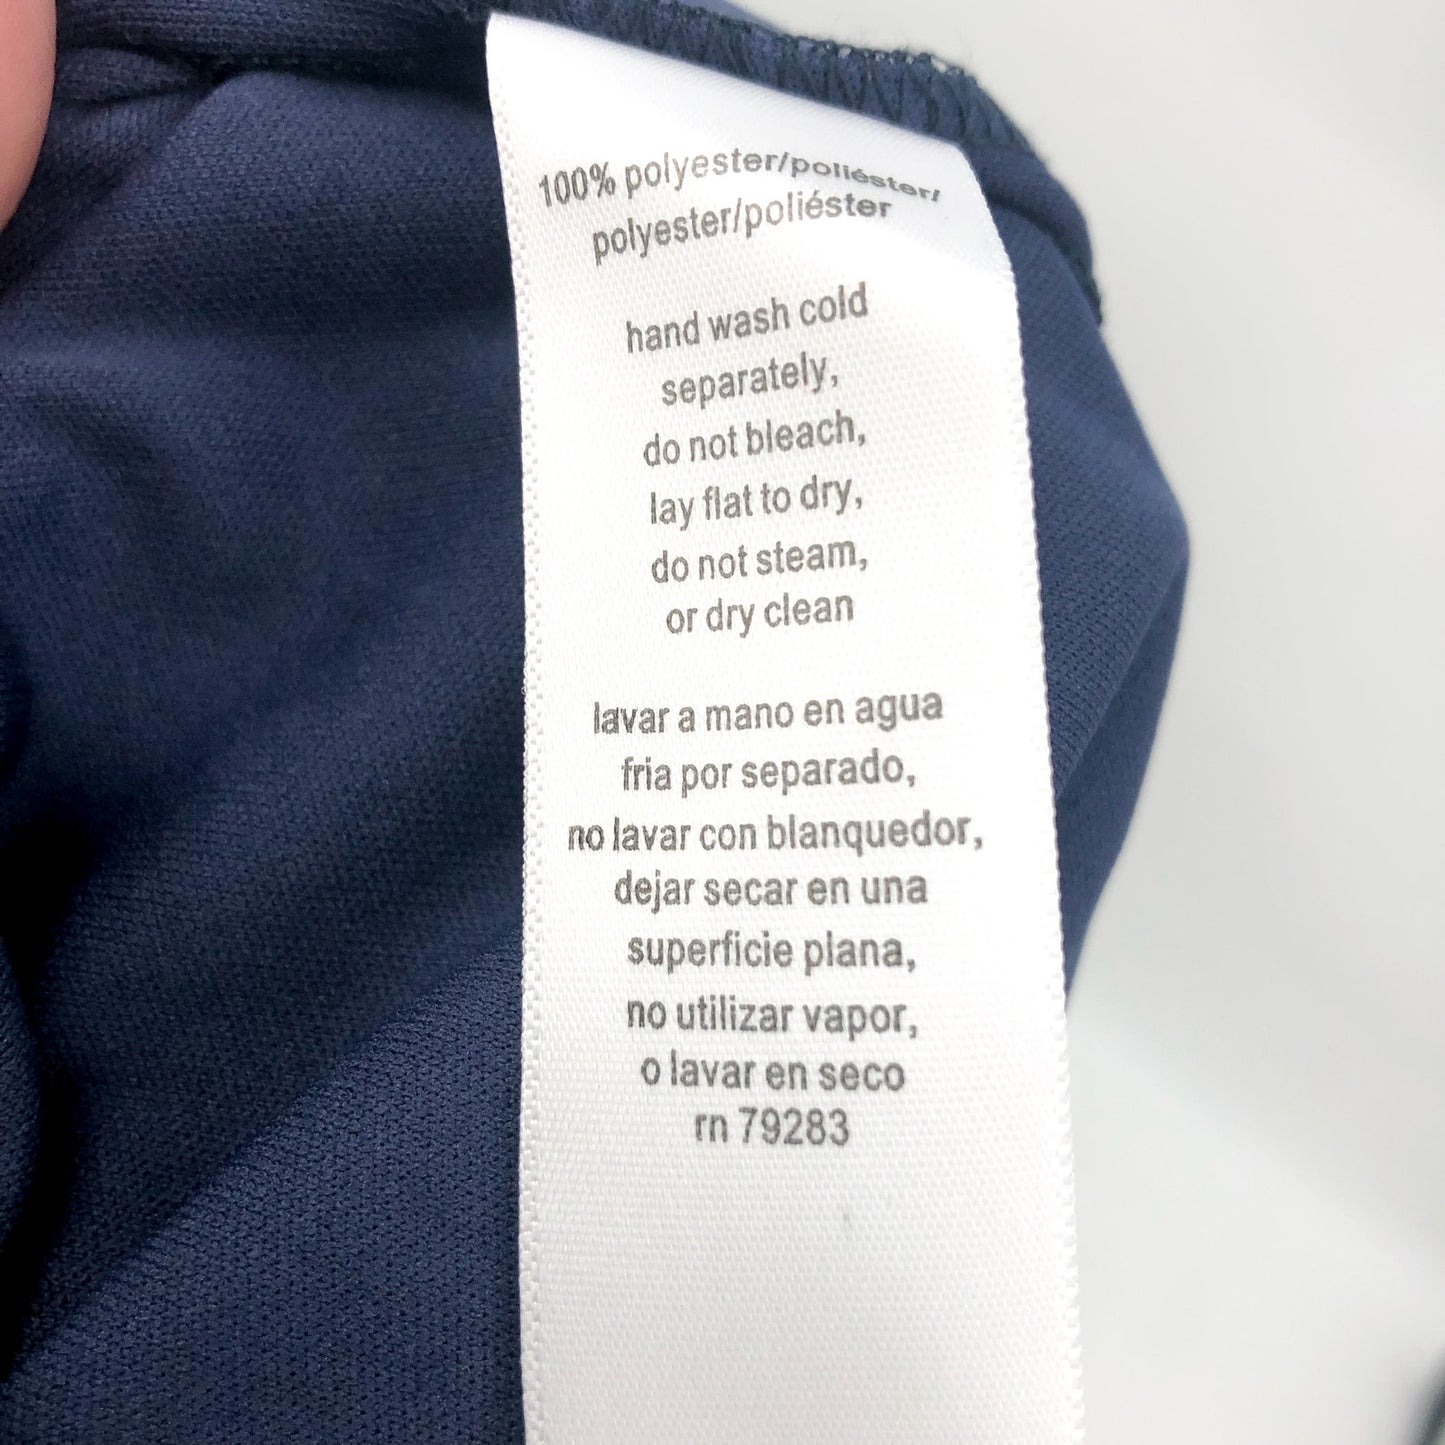 100% polyester/poliéster/
polyester/poliéster
hand wash cold
separately,
do not bleach,
lay flat to dry,
do not steam,
or dry clean
lavar a mano en agua
fria por separado,
no lavar con blanquedor,
dejar secar en una
superficie plana,
no utilizar vapor,
o lavar en seco
rn 79283